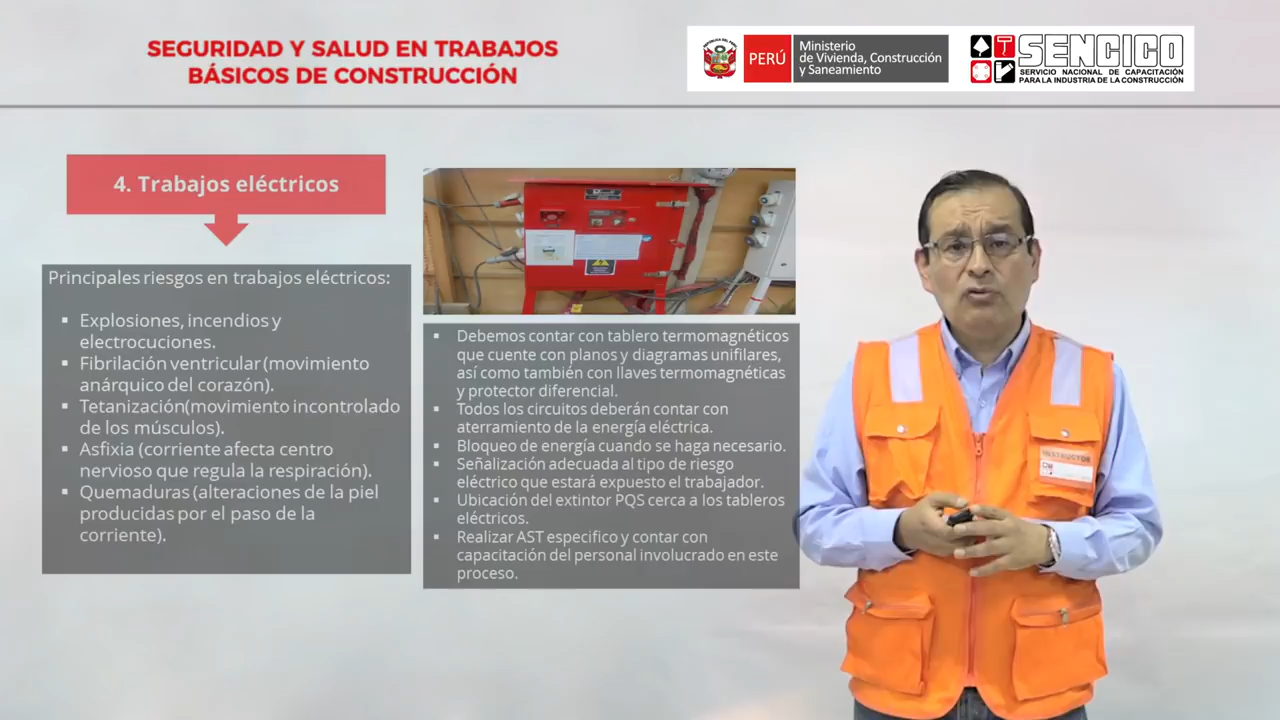 SEGURIDAD Y SALUD EN TRABAJOS
BÁSICOS DE CONSTRUCCIÓN
PERÚ
Ministerio
de Vivienda, Construcción
y Saneamiento
SENCICO
SERVICIO NACIONAL DE CAPACITACIÓN
PARA LA INDUSTRIA DE LA CONSTRUCCIÓN
4. Trabajos eléctricos
Principales riesgos en trabajos eléctricos:
▪ Explosiones, incendios y
electrocuciones.
▪ Fibrilación ventricular (movimiento
anárquico del corazón).
▪ Tetanización(movimiento incontrolado
de los músculos).
▪ Asfixia (corriente afecta centro
nervioso que regula la respiración).
▪ Quemaduras (alteraciones de la piel
producidas por el paso de la
corriente).
▪ Debemos contar con tablero termomagnéticos
que cuente con planos y diagramas unifilares,
así como también con llaves termomagnéticas
y protector diferencial.
▪ Todos los circuitos deberán contar con
aterramiento de la energía eléctrica.
▪ Bloqueo de energía cuando se haga necesario.
▪ Señalización adecuada al tipo de riesgo
eléctrico que estará expuesto el trabajador.
▪ Ubicación del extintor PQS cerca a los tableros
eléctricos.
▪ Realizar AST especifico y contar con
capacitación del personal involucrado en este
proceso.
INSTRUCTOR